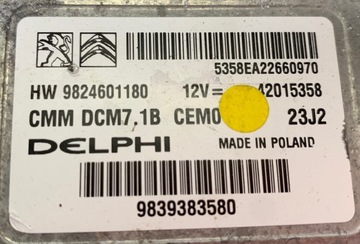 5358EA22660970
HW 9824601180 12V= 42015358
CMM DCM7.1B CEM0 23J2
DELPHI MADE IN POLAND
9839383580